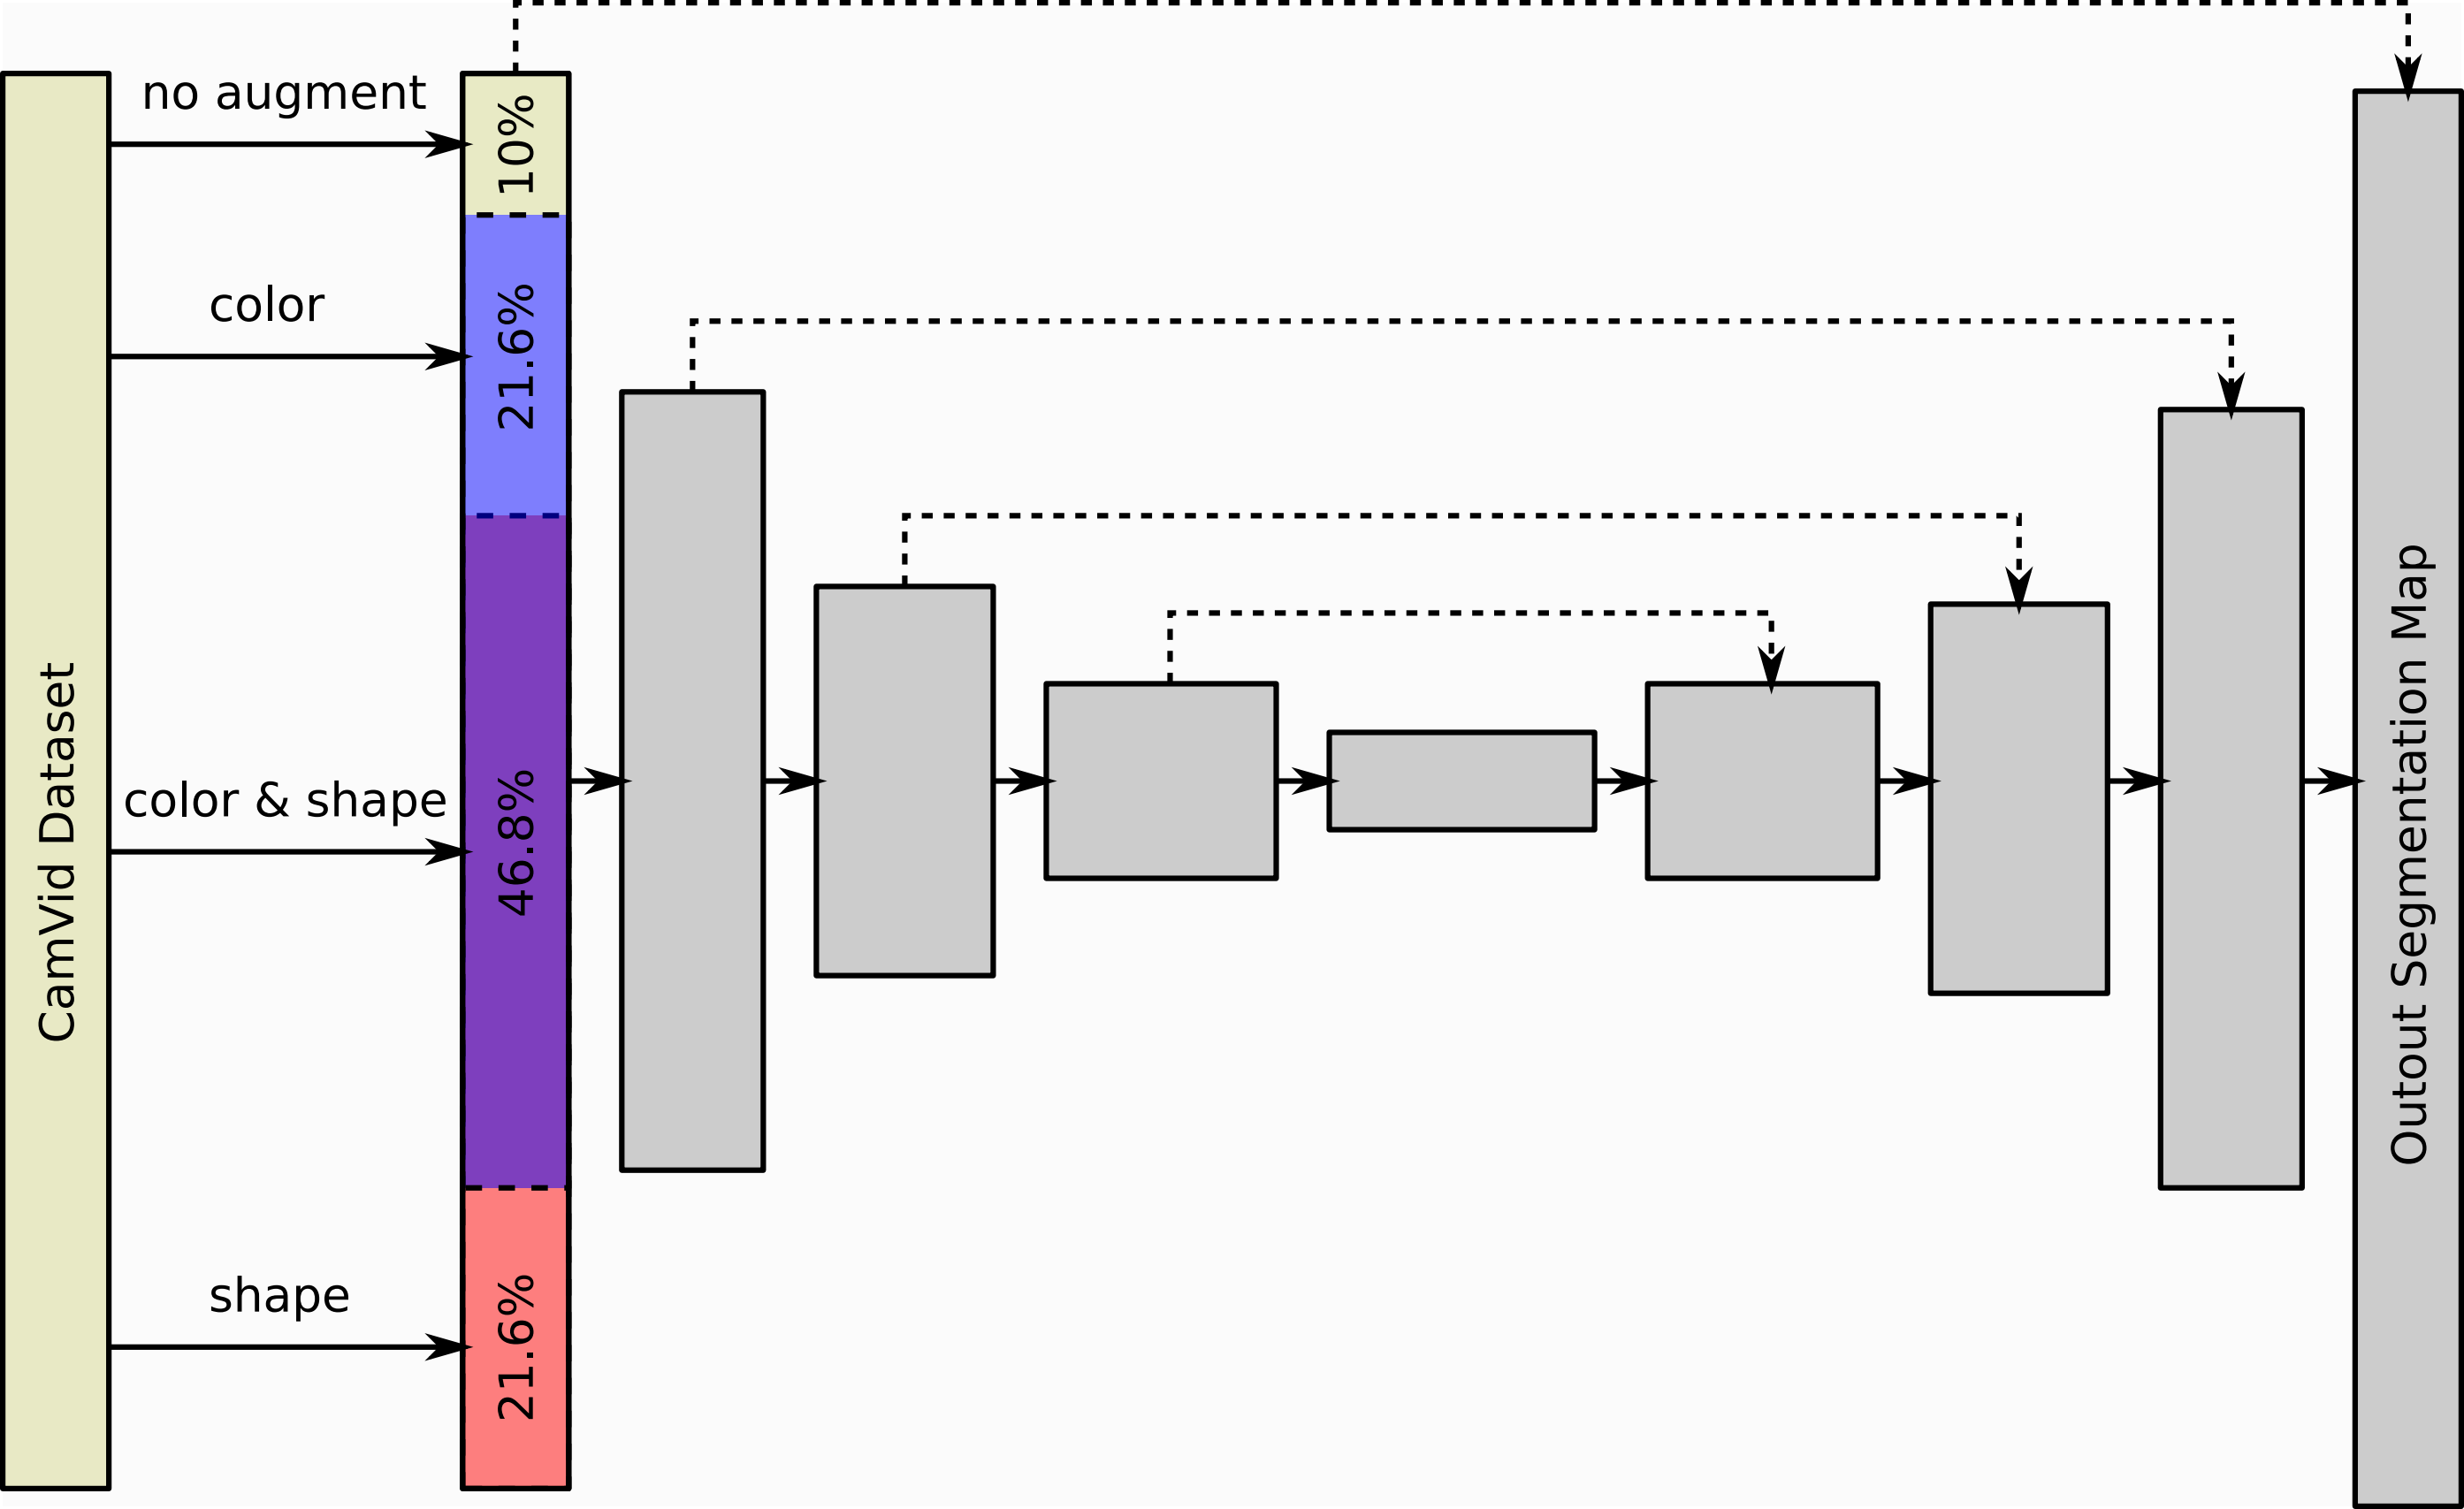 CamVid Dataset
no augment
color
color & shape
shape
10%
21.6%
46.8%
21.6%
Outout Segmentation Map